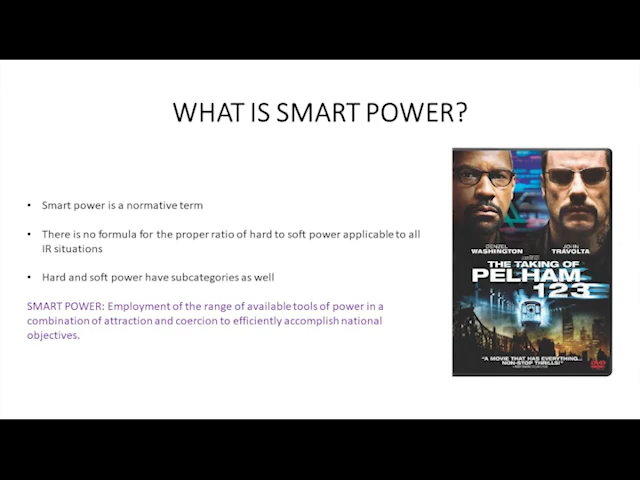 WHAT IS SMART POWER?
• Smart power is a normative term
• There is no formula for the proper ratio of hard to soft power applicable to all
IR situations
• Hard and soft power have subcategories as well
SMART POWER: Employment of the range of available tools of power in a
combination of attraction and coercion to efficiently accomplish national
objectives.
DENZEL
WASHINGTON
JOHN
TRAVOLTA
THE TAKING OF
PELHAM
123
"A MOVIE THAT HAS EVERYTHING...
NON-STOP THRILLS!"
DVD